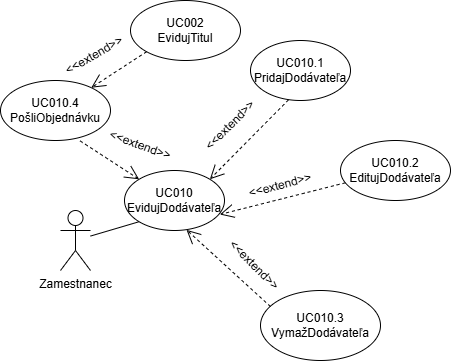 UC002
EvidujTitul
<<extend>>
UC010.1
PridajDodávateľa
UC010.4
PošliObjednávku
<<extend>>
<<extend>>
UC010.2
EditujDodávateľa
<<extend>>
UC010
EvidujDodávateľa
Zamestnanec
<<extend>>
UC010.3
VymažDodávateľa